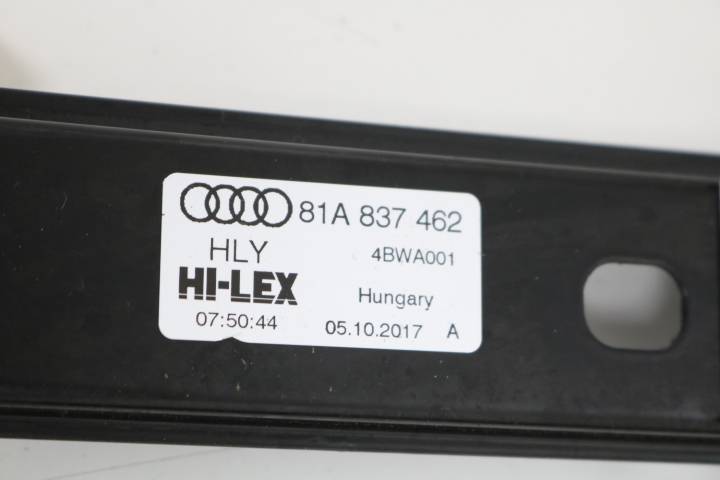 81A 837 462
HLY 4BWA001
HI-LEX Hungary
07:50:44 05.10.2017 A